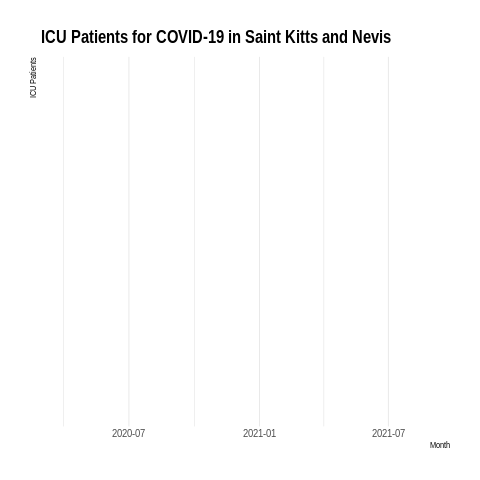 ICU Patients for COVID-19 in Saint Kitts and Nevis
ICU Patients
2020-07
2021-01
2021-07
Month